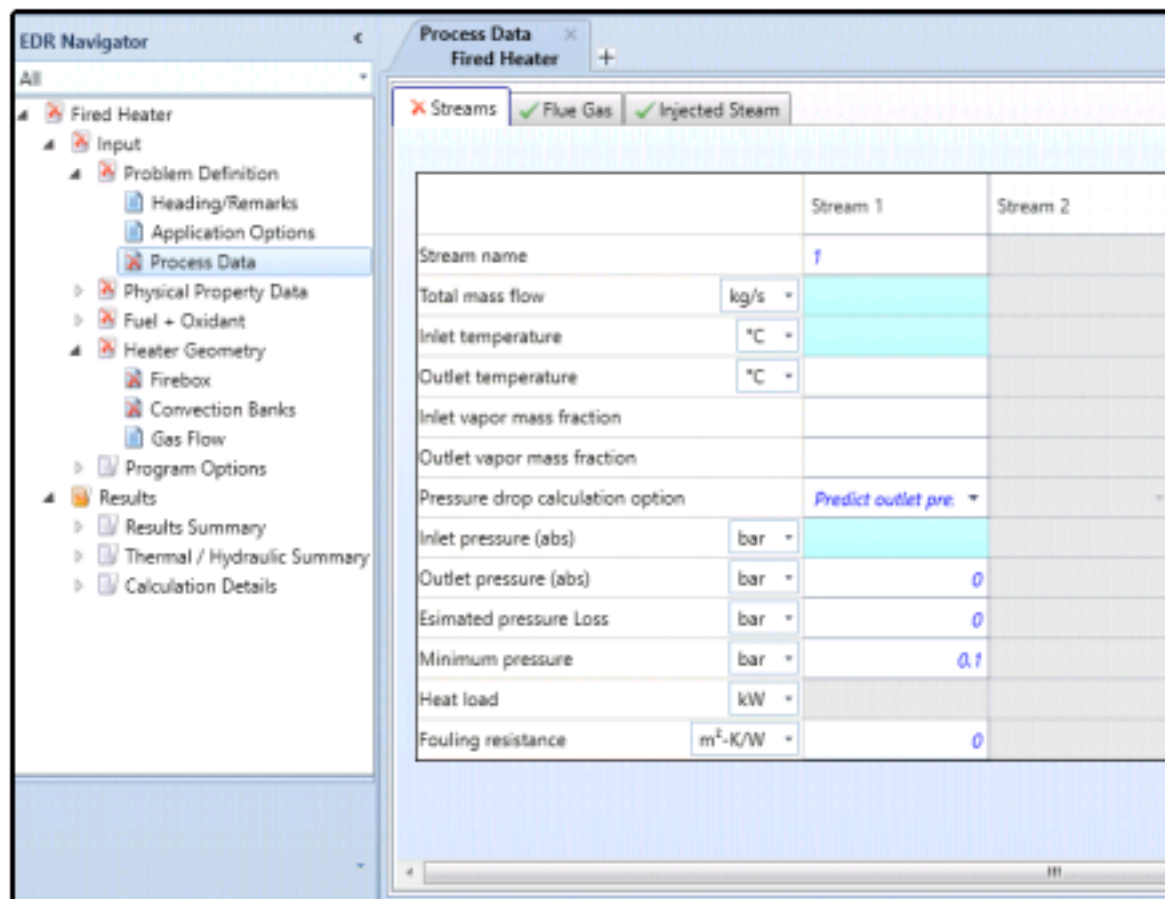 EDR Navigator
All
Fired Heater
Input
Problem Definition
Heading/Remarks
Application Options
Process Data
Physical Property Data
Fuel + Oxidant
Heater Geometry
Firebox
Convection Banks
Gas Flow
Program Options
Results
Results Summary
Thermal / Hydraulic Summary
Calculation Details
Process Data
Fired Heater
Streams Flue Gas Injected Steam
Stream 1 Stream 2
Stream name 1
Total mass flow kg/s
Inlet temperature °C
Outlet temperature °C
Inlet vapor mass fraction
Outlet vapor mass fraction
Pressure drop calculation option Predict outlet pre:
Inlet pressure (abs) bar
Outlet pressure (abs) bar 0
Esimated pressure Loss bar 0
Minimum pressure bar 0.1
Heat load kW
Fouling resistance m²-K/W 0